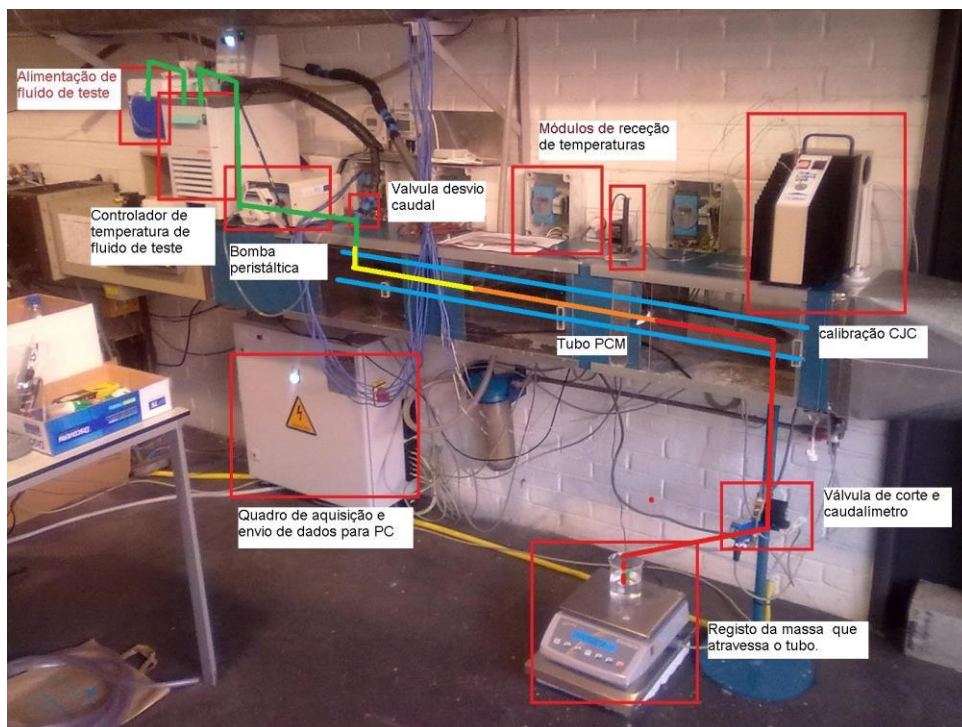 Alimentação de
fluido de teste
Módulos de receção
de temperaturas
Valvula desvio
caudal
Controlador de
temperatura de
fluido de teste
Bomba
peristáltica
Tubo PCM
calibração CJC
Quadro de aquisição e
envio de dados para PC
Válvula de corte e
caudalímetro
Registo da massa que
atravessa o tubo.